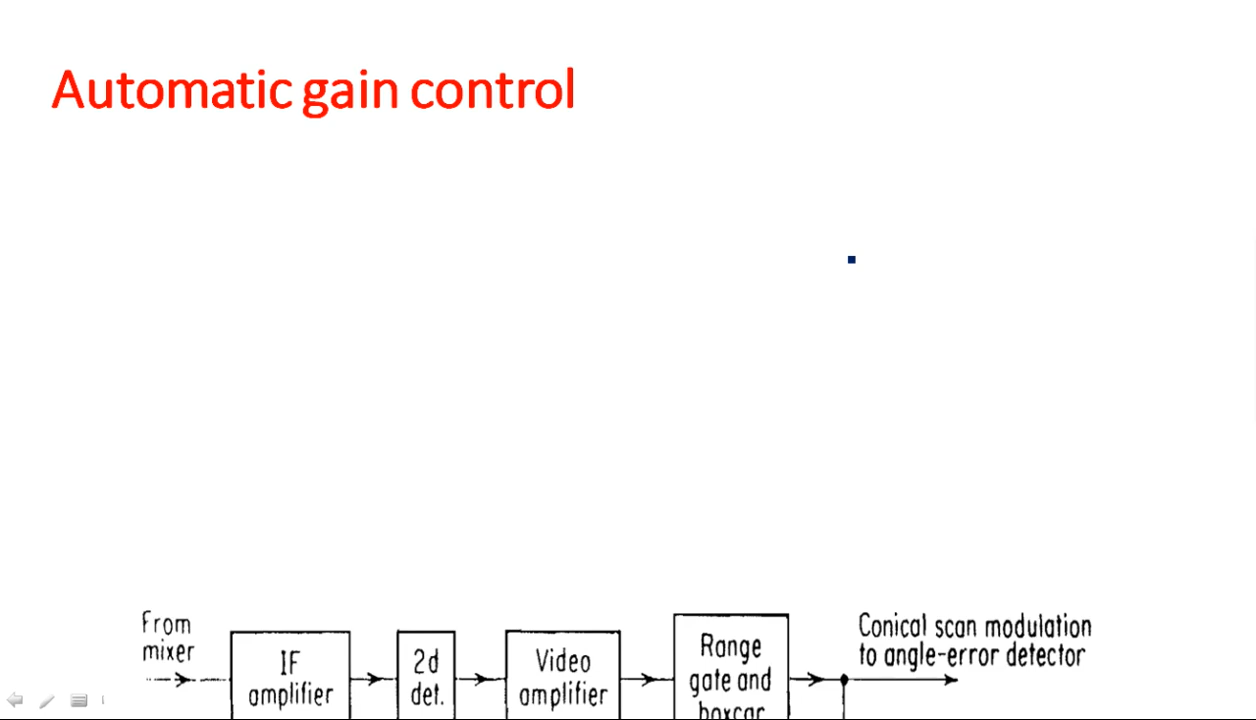 Automatic gain control
From
mixer
IF
amplifier
2d
det.
Video
amplifier
Range
gate and
boxcar
Conical scan modulation
to angle-error detector